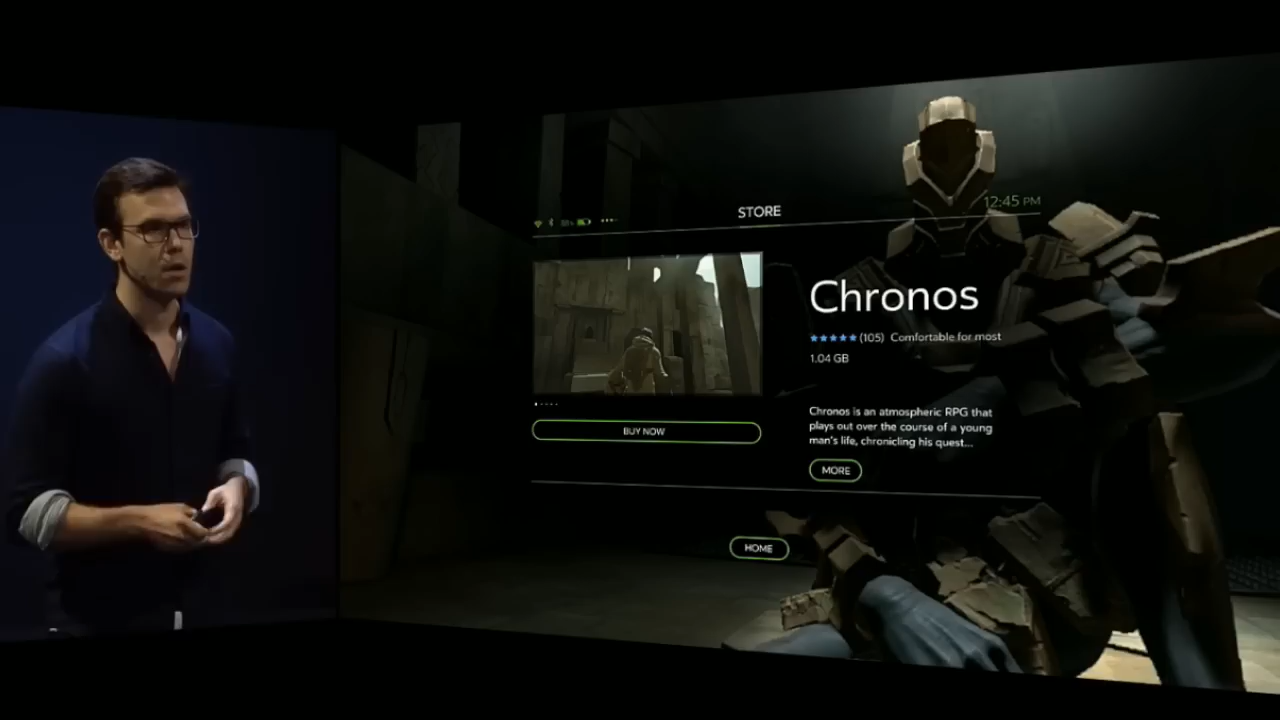 STORE
12:45 PM
Chronos
(105) Comfortable for most
1.04 GB
Chronos is an atmospheric RPG that
plays out over the course of a young
man's life, chronicling his quest...
BUY NOW
MORE
HOME